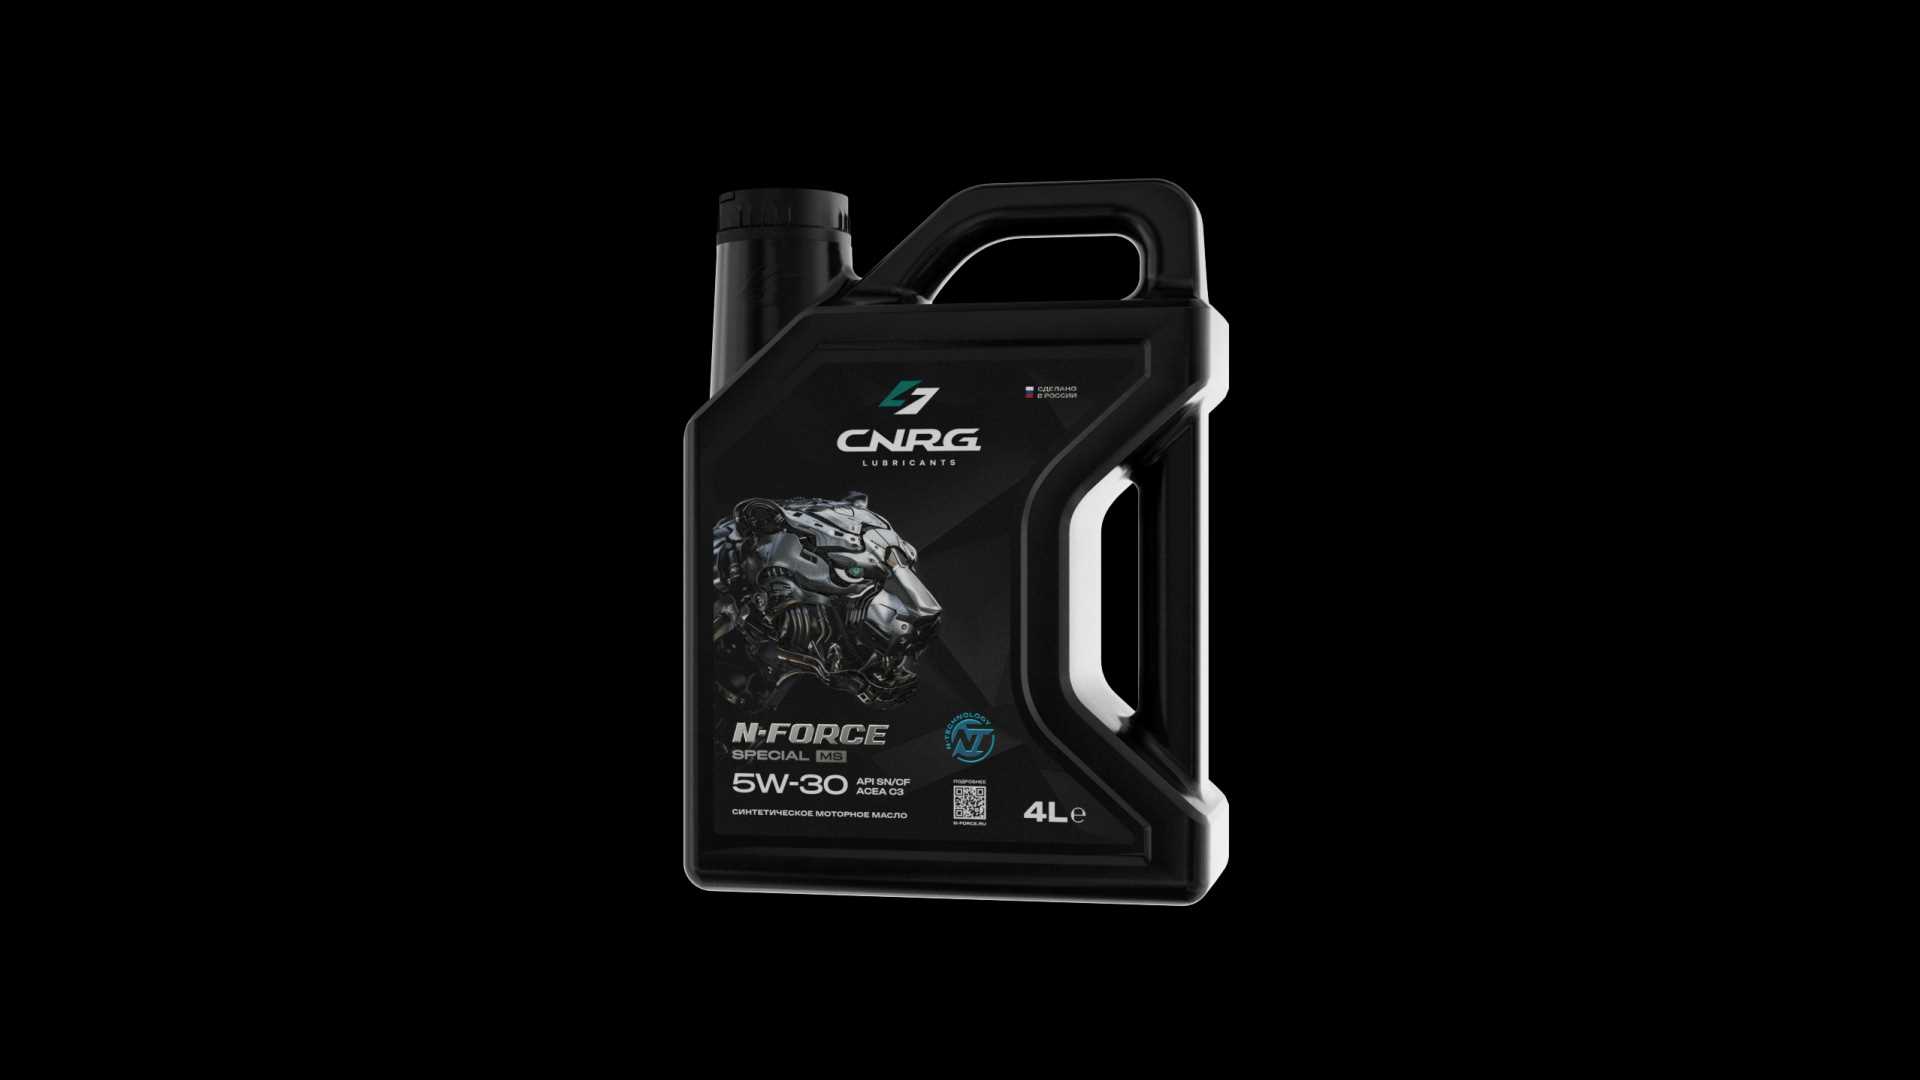 СДЕЛАНО
В РОССИИ
CNRG
LUBRICANTS
N-FORCE
SPECIAL MS
5W-30
API SN/CF
ACEA C3
СИНТЕТИЧЕСКОЕ МОТОРНОЕ МАСЛО
N-TECHNOLOGY
NT
ПОДРОБНЕЕ
N-FORCE.RU
4L e